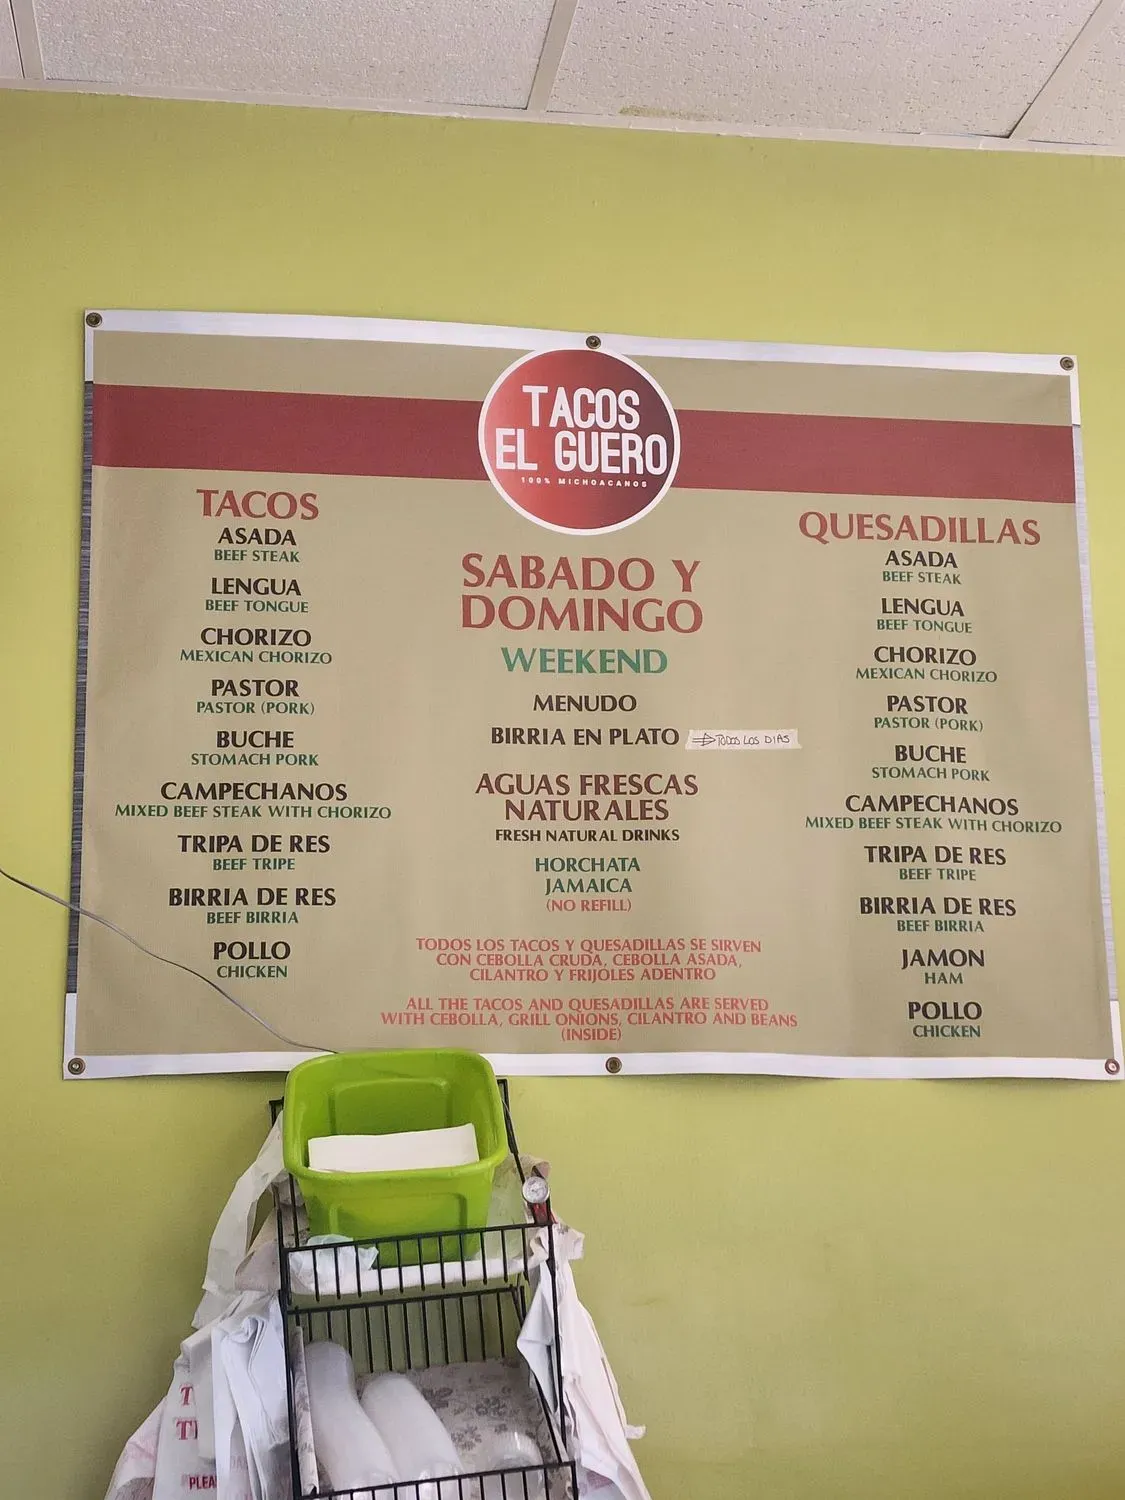 TACOS
EL GUERO
100% MICHOACANOS
TACOS
ASADA
BEEF STEAK
LENGUA
BEEF TONGUE
CHORIZO
MEXICAN CHORIZO
PASTOR
PASTOR (PORK)
BUCHE
STOMACH PORK
CAMPECHANOS
MIXED BEEF STEAK WITH CHORIZO
TRIPA DE RES
BEEF TRIPE
BIRRIA DE RES
BEEF BIRRIA
POLLO
CHICKEN
SABADO Y
DOMINGO
WEEKEND
MENUDO
BIRRIA EN PLATO → TODOS LOS DIAS
AGUAS FRESCAS
NATURALES
FRESH NATURAL DRINKS
HORCHATA
JAMAICA
(NO REFILL)
TODOS LOS TACOS Y QUESADILLAS SE SIRVEN
CON CEBOLLA CRUDA, CEBOLLA ASADA,
CILANTRO Y FRIJOLES ADENTRO
ALL THE TACOS AND QUESADILLAS ARE SERVED
WITH CEBOLLA, GRILL ONIONS, CILANTRO AND BEANS
(INSIDE)
QUESADILLAS
ASADA
BEEF STEAK
LENGUA
BEEF TONGUE
CHORIZO
MEXICAN CHORIZO
PASTOR
PASTOR (PORK)
BUCHE
STOMACH PORK
CAMPECHANOS
MIXED BEEF STEAK WITH CHORIZO
TRIPA DE RES
BEEF TRIPE
BIRRIA DE RES
BEEF BIRRIA
JAMON
HAM
POLLO
CHICKEN